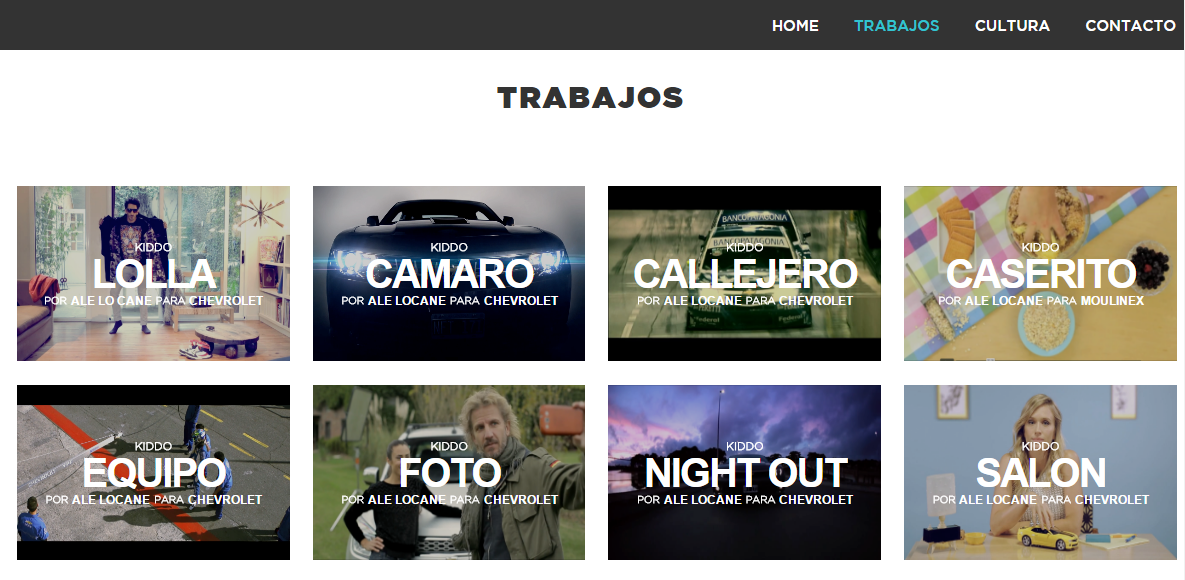 HOME TRABAJOS CULTURA CONTACTO
TRABAJOS
KIDDO
LOLLA
POR ALE LO CANE PARA CHEVROLET
KIDDO
CAMARO
POR ALE LOCANE PARA CHEVROLET
BANCOPATAGONIA
BANCOPATAGONIA
KIDDO
CALLEJERO
POR ALE LOCANE PARA CHEVROLET
Federal
KIDDO
CASERITO
POR ALE LOCANE PARA MOULINEX
KIDDO
EQUIPO
POR ALE LOCANE PARA CHEVROLET
KIDDO
FOTO
POR ALE LOCANE PARA CHEVROLET
KIDDO
NIGHT OUT
POR ALE LOCANE PARA CHEVROLET
KIDDO
SALON
POR ALE LOCANE PARA CHEVROLET